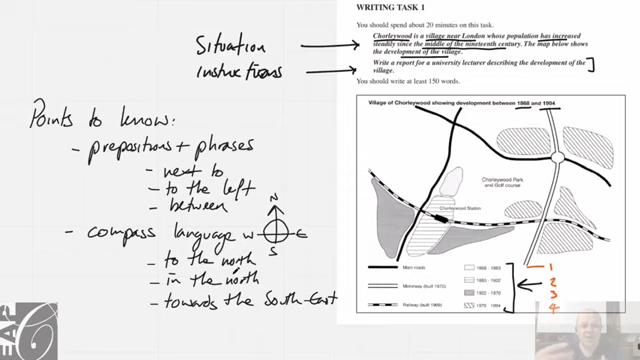 Situation
instructions
Points to know:
- prepositions + phrases
- next to
- to the left
- between
- compass language
N
W
E
S
- to the north
- in the north
- towards the South-East
EAP
WRITING TASK 1
You should spend about 20 minutes on this task.
Chorleywood is a village near London whose population has increased
steadily since the middle of the nineteenth century. The map below shows
the development of the village.
Write a report for a university lecturer describing the development of the
village.
You should write at least 150 words.
Village of Chorleywood showing development between 1868 and 1994
Chorleywood Park
and Golf course
Chorleywood Station
Main roads
Motorway (built 1970)
Railway (built 1909)
1868 - 1883
1883 - 1922
1922 - 1970
1970 - 1994
1
2
3
4